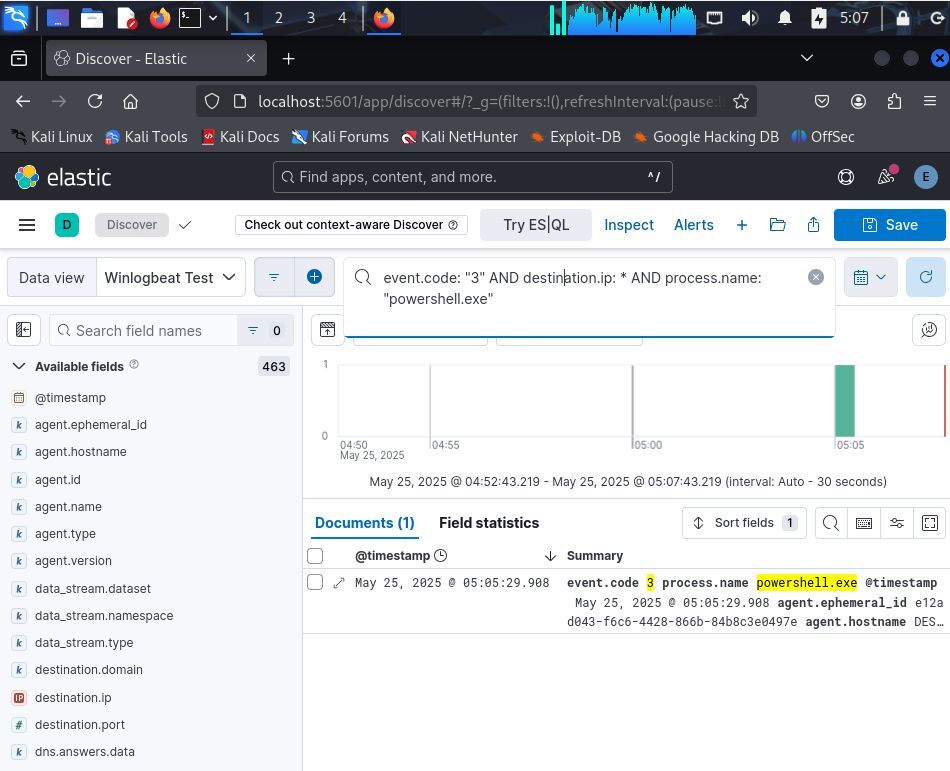 1 2 3 4 5:07
Discover - Elastic
localhost:5601/app/discover#/?_g=(filters:!(),refreshInterval:(pause:!
Kali Linux Kali Tools Kali Docs Kali Forums Kali NetHunter Exploit-DB Google Hacking DB OffSec
elastic Find apps, content, and more. ^/ E
D Discover Check out context-aware Discover Try ES|QL Inspect Alerts Save
Data view Winlogbeat Test event.code: "3" AND destination.ip: * AND process.name:
"powershell.exe"
Search field names 0
Available fields 463
@timestamp
agent.ephemeral_id
agent.hostname
agent.id
agent.name
agent.type
agent.version
data_stream.dataset
data_stream.namespace
data_stream.type
destination.domain
destination.ip
destination.port
dns.answers.data
1
0
04:50 04:55 05:00 05:05
May 25, 2025
May 25, 2025 @ 04:52:43.219 - May 25, 2025 @ 05:07:43.219 (interval: Auto - 30 seconds)
Documents (1) Field statistics Sort fields 1
@timestamp Summary
May 25, 2025 @ 05:05:29.908 event.code 3 process.name powershell.exe @timestamp
May 25, 2025 @ 05:05:29.908 agent.ephemeral_id e12a
d043-f6c6-4428-866b-84b8c3e0497e agent.hostname DES…